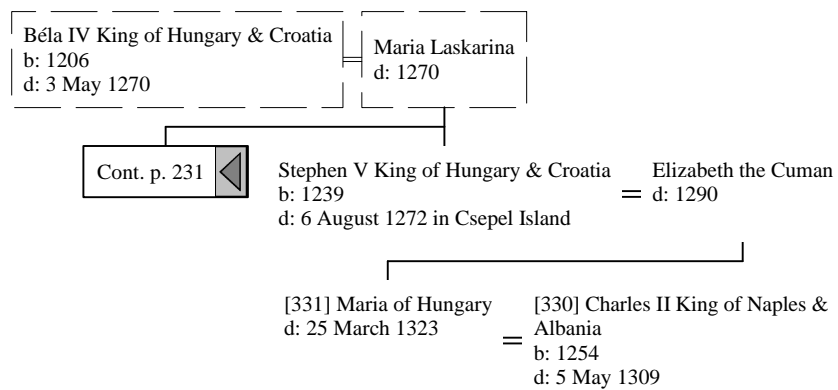 Béla IV King of Hungary & Croatia
b: 1206
d: 3 May 1270
Maria Laskarina
d: 1270
Cont. p. 231
Stephen V King of Hungary & Croatia
b: 1239
d: 6 August 1272 in Csepel Island
Elizabeth the Cuman
d: 1290
[331] Maria of Hungary
d: 25 March 1323
[330] Charles II King of Naples &
Albania
b: 1254
d: 5 May 1309